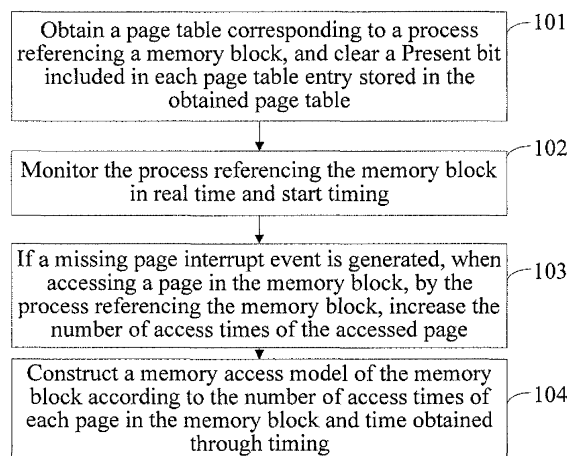 Obtain a page table corresponding to a process
referencing a memory block, and clear a Present bit
included in each page table entry stored in the
obtained page table
101
Monitor the process referencing the memory block
in real time and start timing
102
If a missing page interrupt event is generated, when
accessing a page in the memory block, by the
process referencing the memory block, increase the
number of access times of the accessed page
103
Construct a memory access model of the memory
block according to the number of access times of
each page in the memory block and time obtained
through timing
104